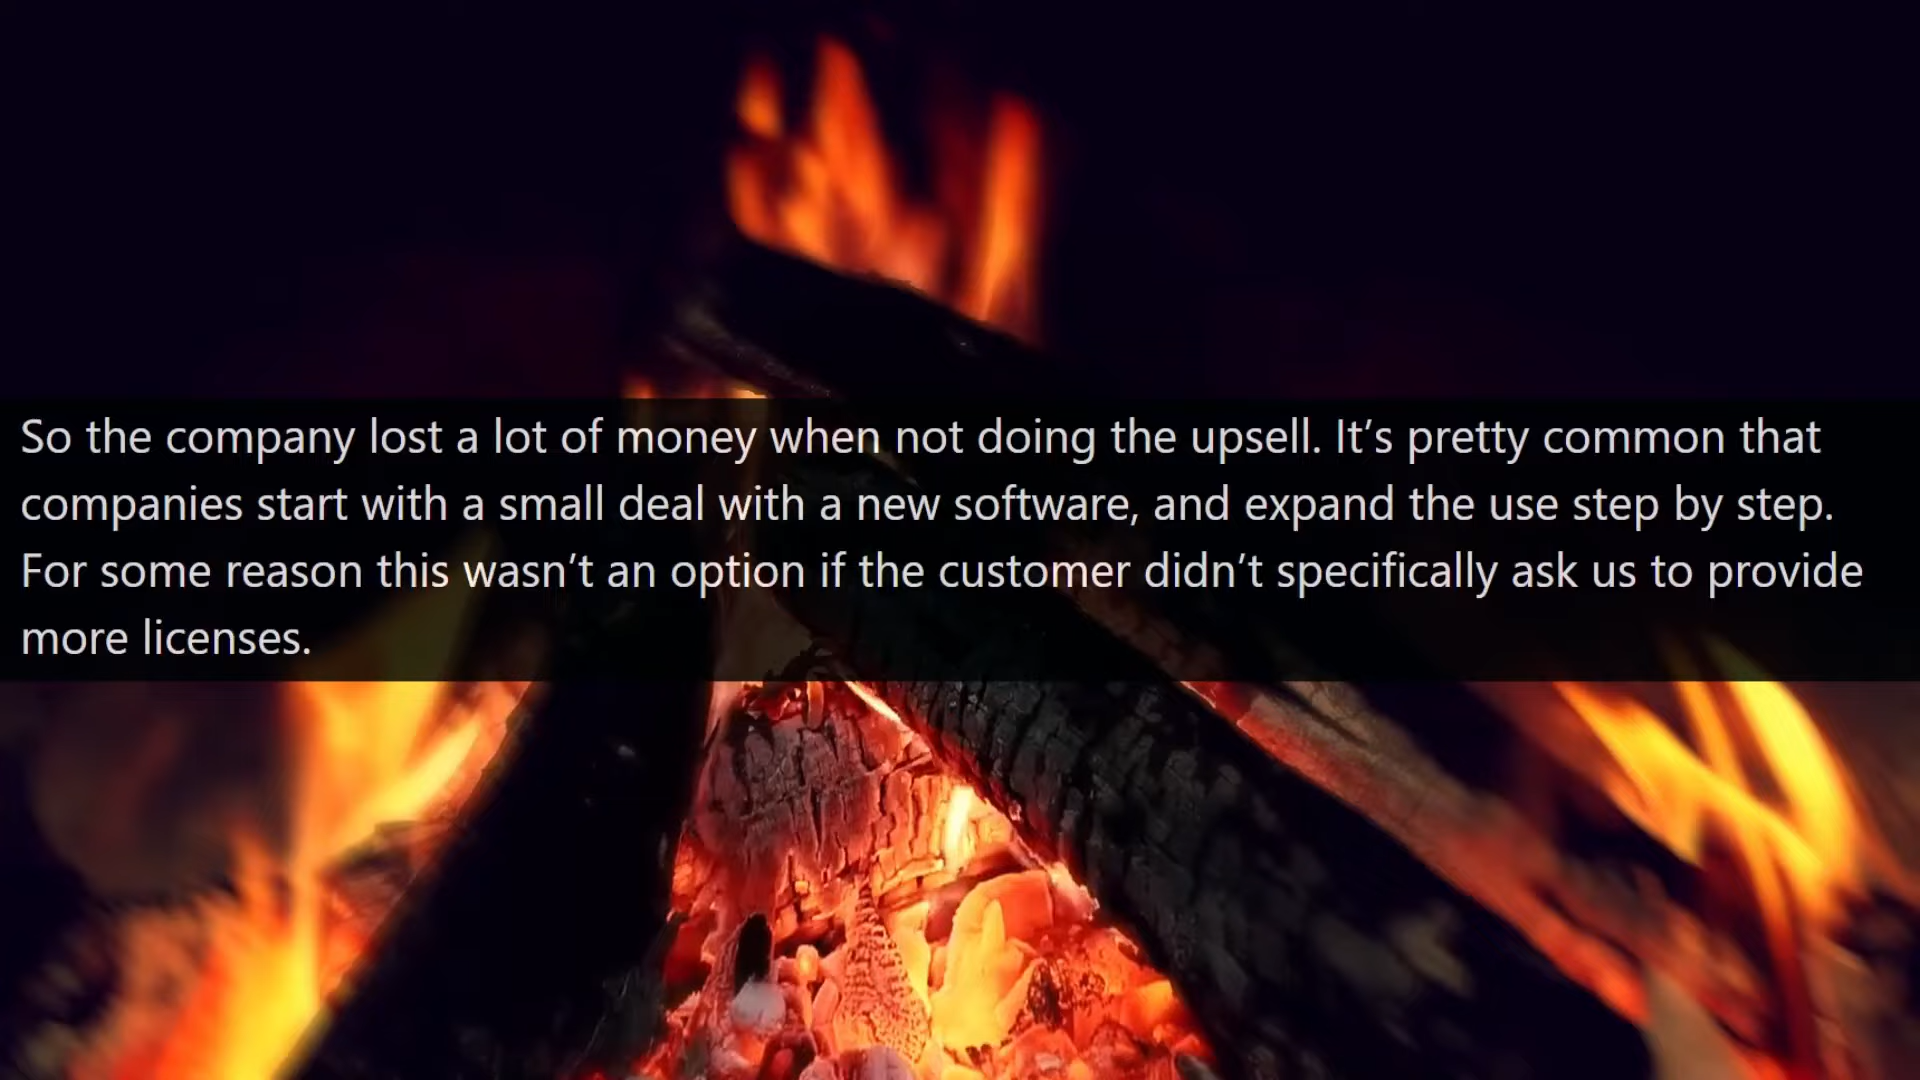 So the company lost a lot of money when not doing the upsell. It’s pretty common that
companies start with a small deal with a new software, and expand the use step by step.
For some reason this wasn’t an option if the customer didn’t specifically ask us to provide
more licenses.